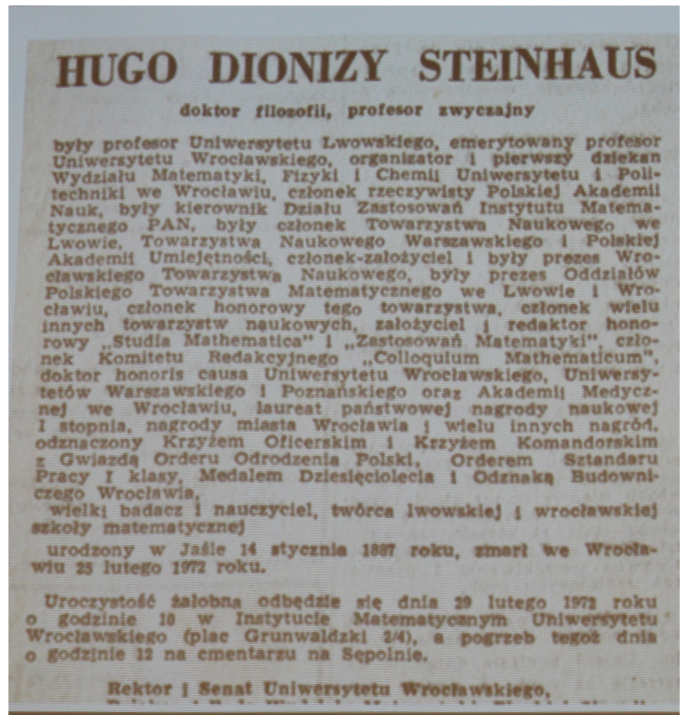 HUGO DIONIZY STEINHAUS
doktor filozofii, profesor zwyczajny
były profesor Uniwersytetu Lwowskiego, emerytowany profesor
Uniwersytetu Wrocławskiego, organizator i pierwszy dziekan
Wydziału Matematyki, Fizyki i Chemii Uniwersytetu i Poli-
techniki we Wrocławiu, członek rzeczywisty Polskiej Akademii
Nauk, były kierownik Działu Zastosowań Instytutu Matema-
tycznego PAN, były członek Towarzystwa Naukowego we
Lwowie, Towarzystwa Naukowego Warszawskiego i Polskiej
Akademii Umiejętności, członek-założyciel i były prezes Wro-
cławskiego Towarzystwa Naukowego, były prezes Oddziałów
Polskiego Towarzystwa Matematycznego we Lwowie i Wro-
cławiu, członek honorowy tego towarzystwa, członek wielu
innych towarzystw naukowych, założyciel i redaktor hono-
rowy „Studia Mathematica" i „Zastosowań Matematyki", czło-
nek Komitetu Redakcyjnego „Colloquium Mathematicum",
doktor honoris causa Uniwersytetu Wrocławskiego, Uniwersy-
tetów Warszawskiego i Poznańskiego oraz Akademii Medycz-
nej we Wrocławiu, laureat państwowej nagrody naukowej
I stopnia, nagrody miasta Wrocławia i wielu innych nagród,
odznaczony Krzyżem Oficerskim i Krzyżem Komandorskim
z Gwiazdą Orderu Odrodzenia Polski, Orderem Sztandaru
Pracy I klasy, Medalem Dziesięciolecia i Odznaką Budowni-
czego Wrocławia,
wielki badacz i nauczyciel, twórca lwowskiej i wrocławskiej
szkoły matematycznej
urodzony w Jaśle 14 stycznia 1887 roku, zmarł we Wrocła-
wiu 25 lutego 1972 roku.
Uroczystość żałobna odbędzie się dnia 29 lutego 1972 roku
o godzinie 10 w Instytucie Matematycznym Uniwersytetu
Wrocławskiego (plac Grunwaldzki 2/4), a pogrzeb tegoż dnia
o godzinie 12 na cmentarzu na Sępolnie.
Rektor i Senat Uniwersytetu Wrocławskiego,